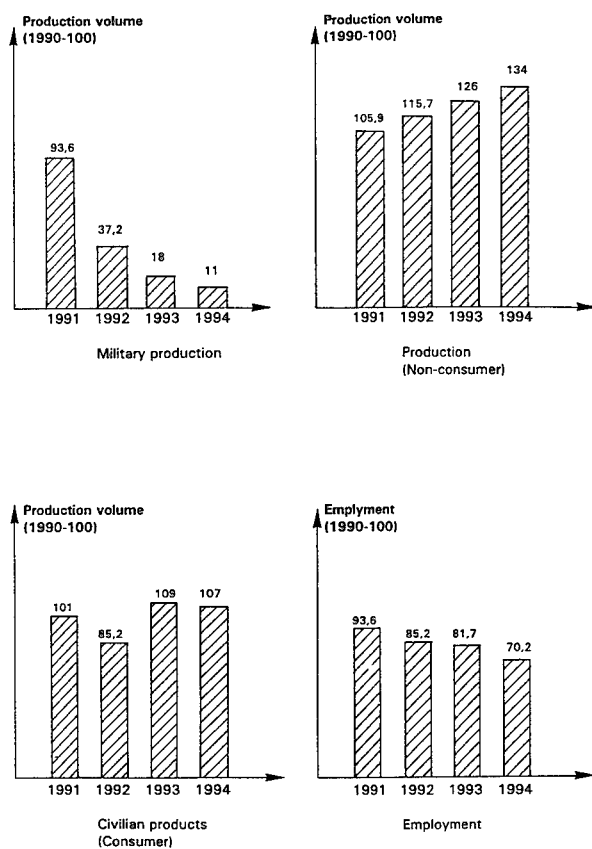 Production volume
(1990-100)
93,6
37,2
18
11
1991 1992 1993 1994
Military production
Production volume
(1990-100)
105,9
115,7
126
134
1991 1992 1993 1994
Production
(Non-consumer)
Production volume
(1990-100)
101
85,2
109
107
1991 1992 1993 1994
Civilian products
(Consumer)
Emplyment
(1990-100)
93,6
85,2
81,7
70,2
1991 1992 1993 1994
Employment